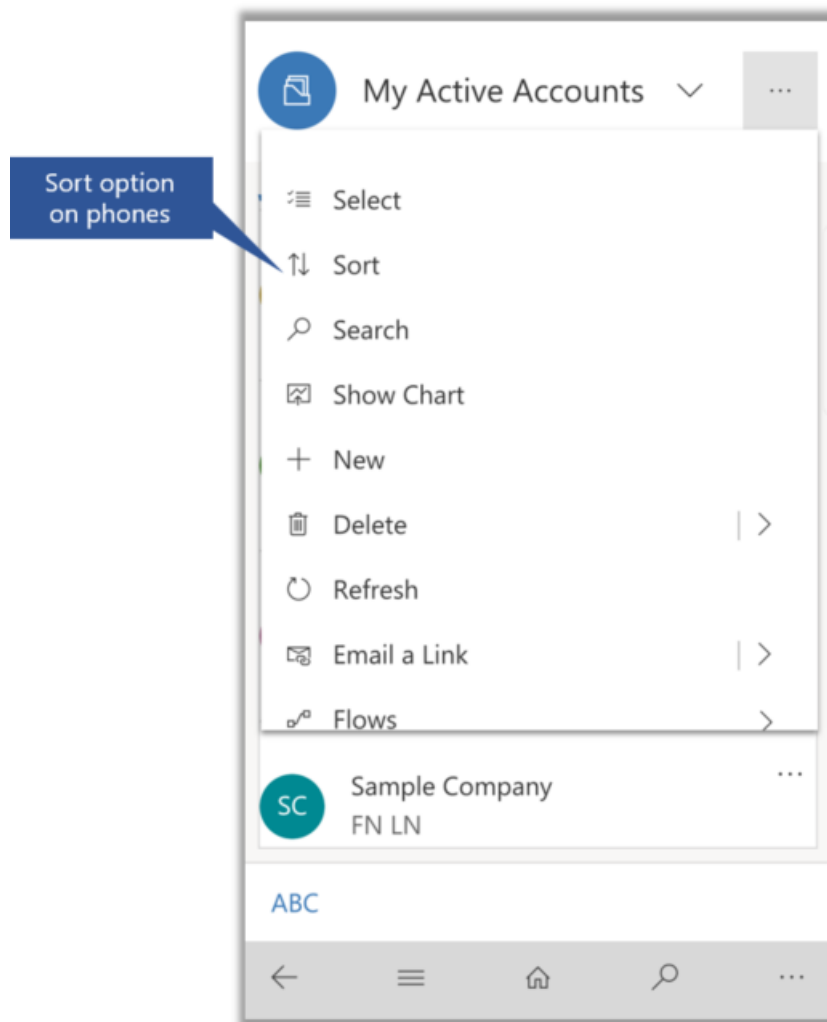 My Active Accounts
...
Sort option
on phones
Select
Sort
Search
Show Chart
New
Delete
Refresh
Email a Link
Flows
SC
Sample Company
...
FN LN
ABC
...